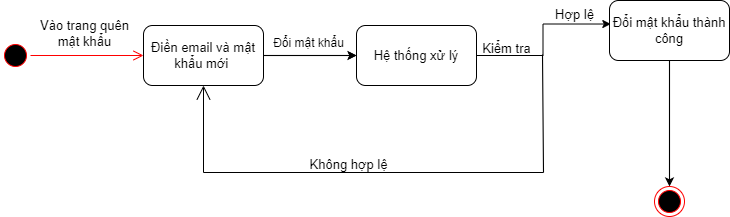 Vào trang quên
mật khẩu
Điền email và mật
khẩu mới
Đổi mật khẩu
Hệ thống xử lý
Kiểm tra
Hợp lệ
Đổi mật khẩu thành
công
Không hợp lệ